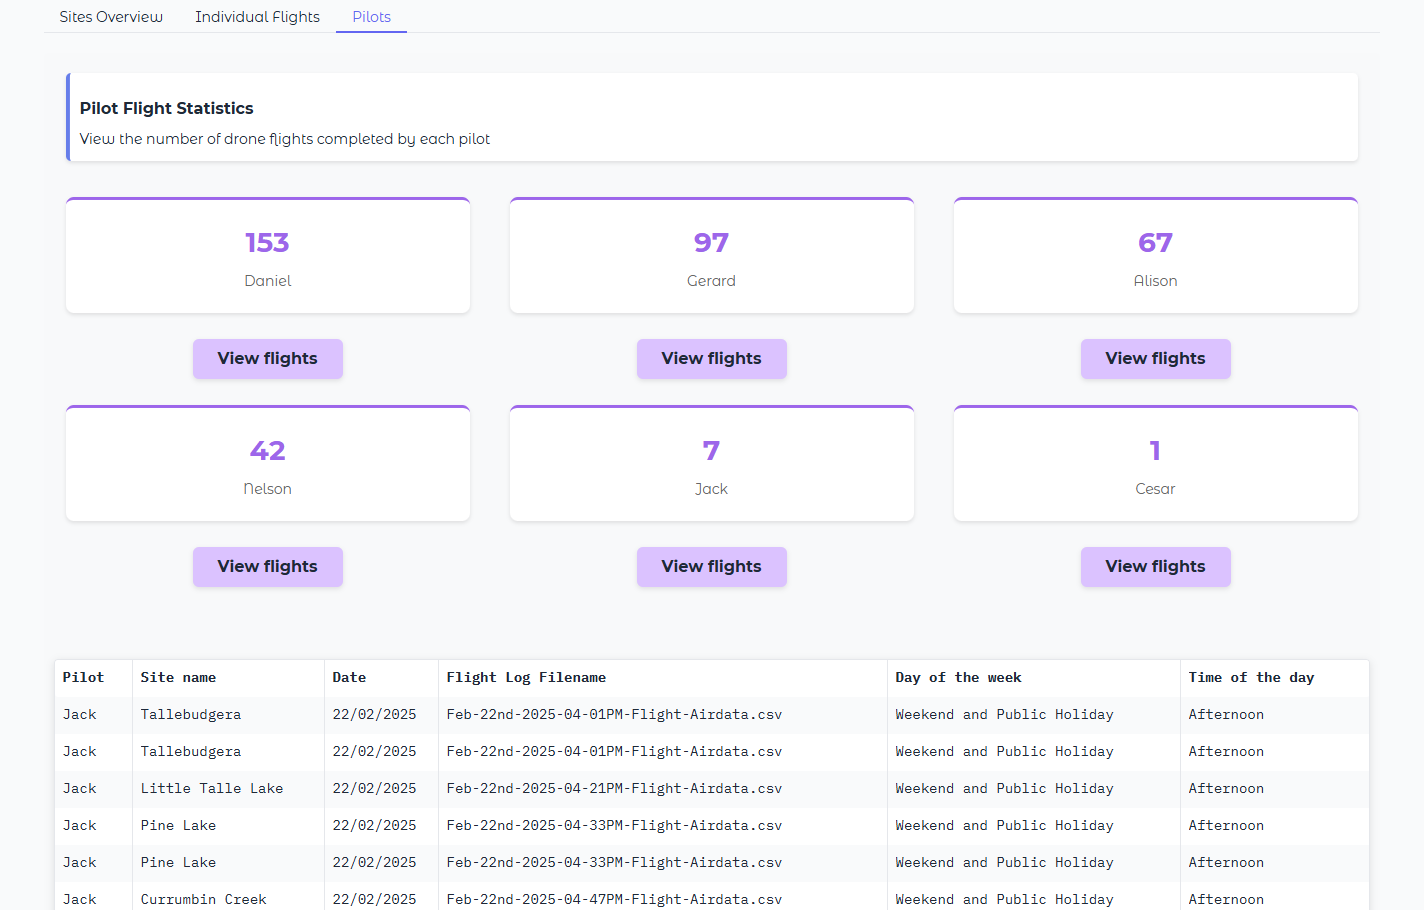 Sites Overview Individual Flights Pilots
Pilot Flight Statistics
View the number of drone flights completed by each pilot
153 97 67
Daniel Gerard Alison
View flights View flights View flights
42 7 1
Nelson Jack Cesar
View flights View flights View flights
Pilot Site name Date Flight Log Filename Day of the week Time of the day
Jack Tallebudgera 22/02/2025 Feb-22nd-2025-04-01PM-Flight-Airdata.csv Weekend and Public Holiday Afternoon
Jack Tallebudgera 22/02/2025 Feb-22nd-2025-04-01PM-Flight-Airdata.csv Weekend and Public Holiday Afternoon
Jack Little Talle Lake 22/02/2025 Feb-22nd-2025-04-21PM-Flight-Airdata.csv Weekend and Public Holiday Afternoon
Jack Pine Lake 22/02/2025 Feb-22nd-2025-04-33PM-Flight-Airdata.csv Weekend and Public Holiday Afternoon
Jack Pine Lake 22/02/2025 Feb-22nd-2025-04-33PM-Flight-Airdata.csv Weekend and Public Holiday Afternoon
Jack Currumbin Creek 22/02/2025 Feb-22nd-2025-04-47PM-Flight-Airdata.csv Weekend and Public Holiday Afternoon